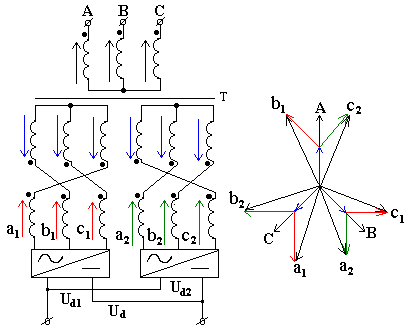 A B C
T
a1 b1 c1 a2 b2 c2
Ud1 Ud2
Ud
A
b1 c2
b2 c1
C B
a1 a2